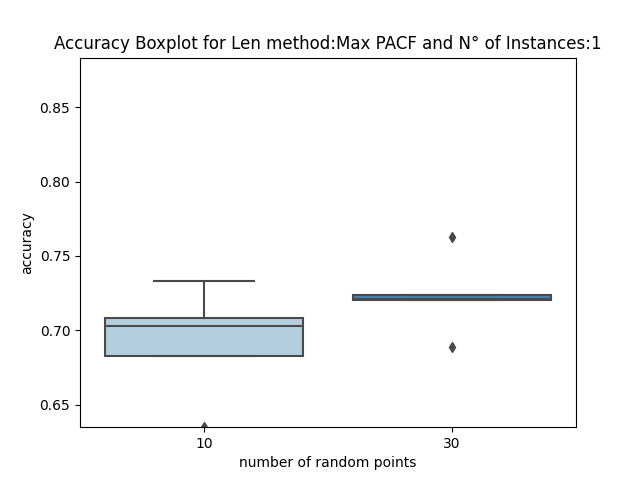 Accuracy Boxplot for Len method:Max PACF and N° of Instances:1
accuracy
0.85
0.80
0.75
0.70
0.65
10 30
number of random points